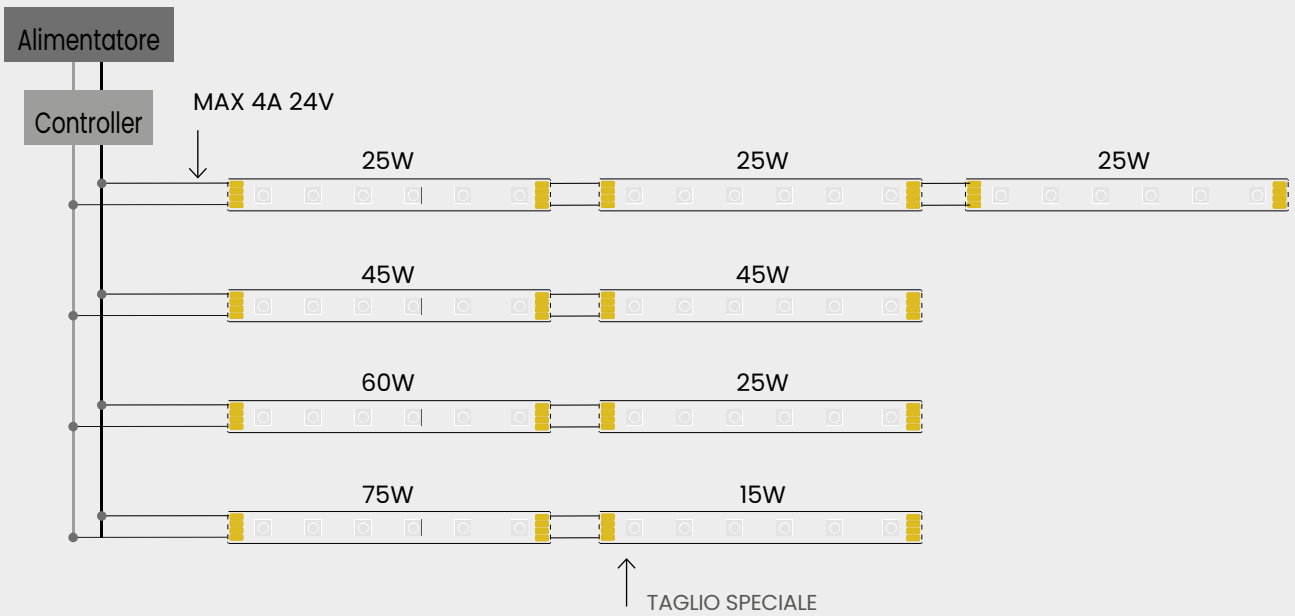 Alimentatore
Controller
MAX 4A 24V
25W 25W 25W
45W 45W
60W 25W
75W 15W
TAGLIO SPECIALE